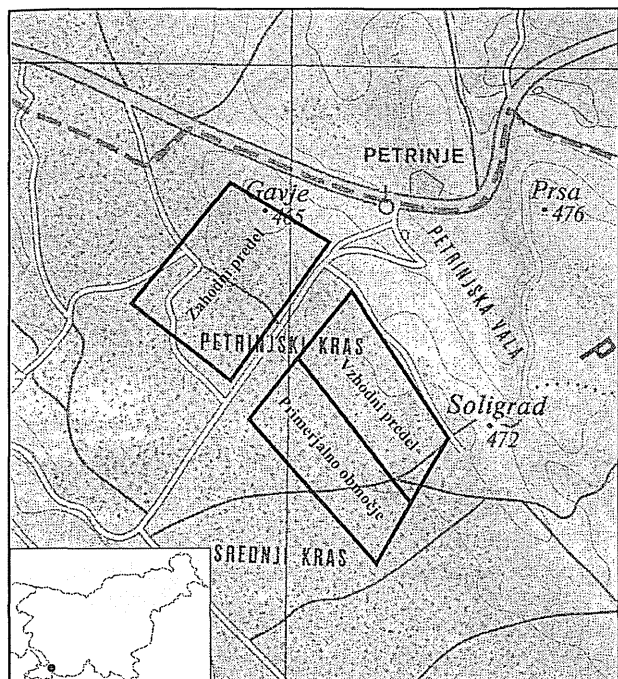 PETRINJE
Gavje
465
Prsa
476
Zahodni predel
PETRINJSKA VALA
PETRINJSKI KRAS
P
Vzhodni predel
Soligrad
472
Primerjalno območje
SREDNJI KRAS